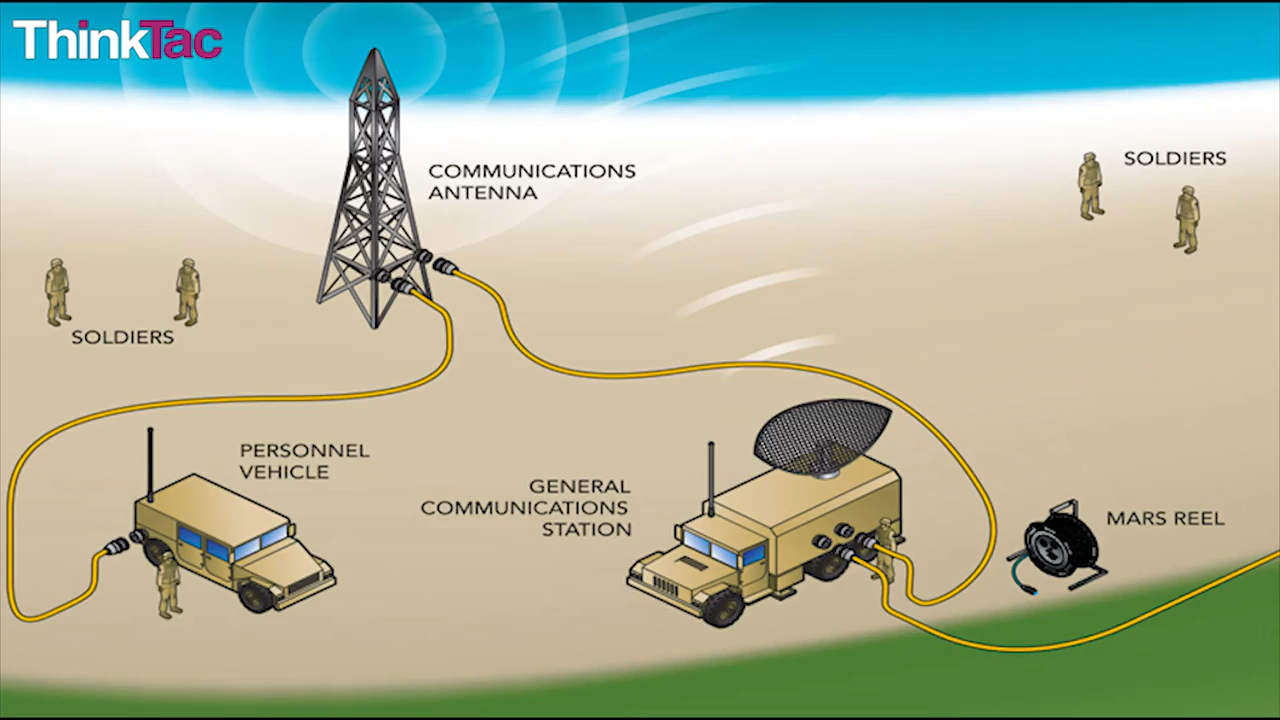 ThinkTac
COMMUNICATIONS
ANTENNA
SOLDIERS
SOLDIERS
PERSONNEL
VEHICLE
GENERAL
COMMUNICATIONS
STATION
MARS REEL